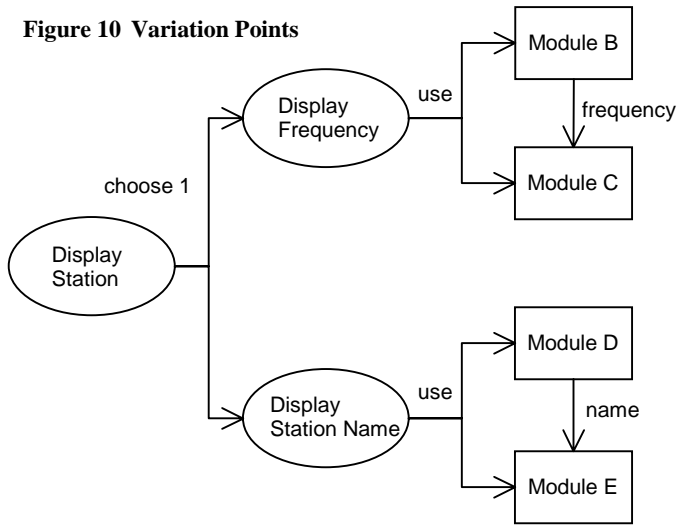 Figure 10 Variation Points
Module B
use
Display
Frequency
frequency
Module C
choose 1
Display
Station
Module D
use
Display
Station Name
name
Module E